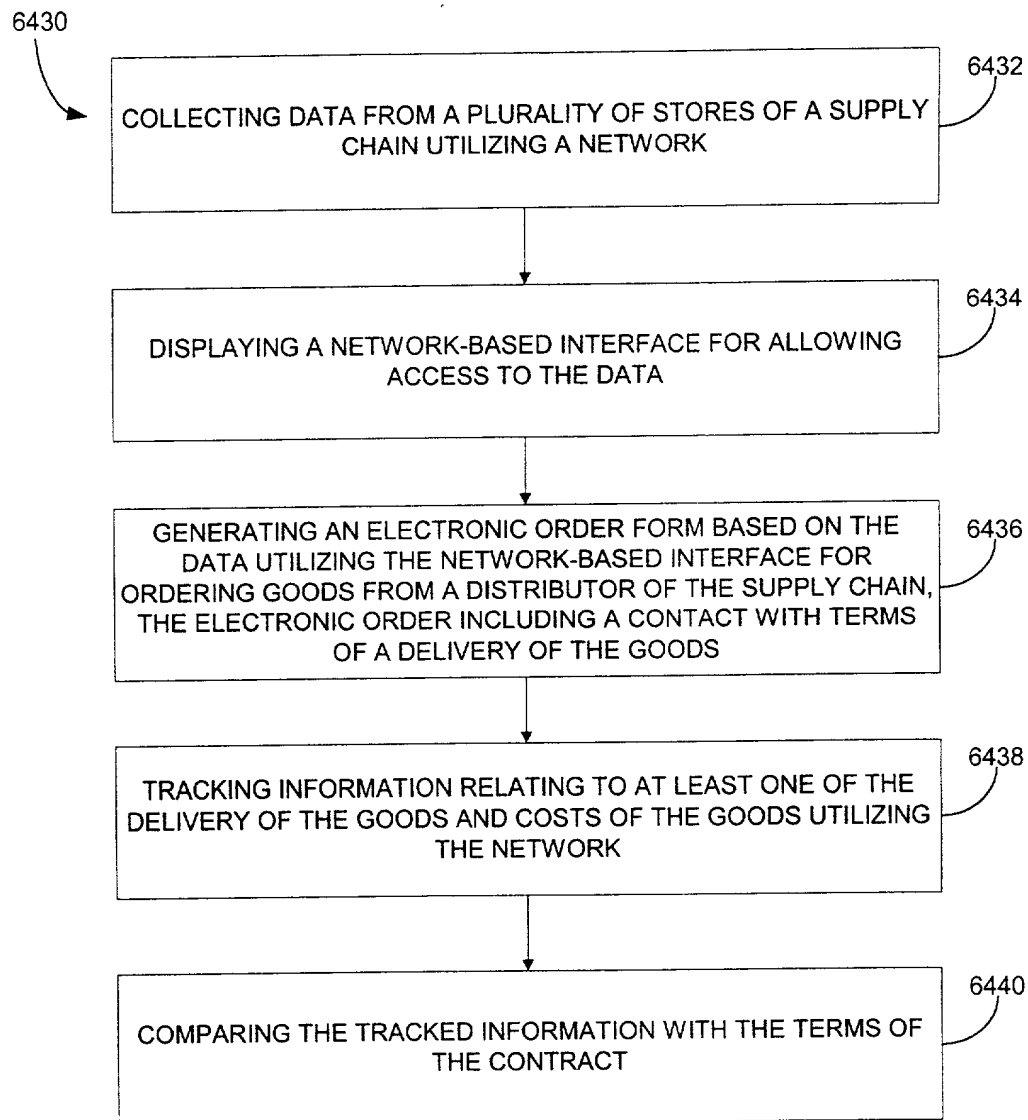 6430
6432
COLLECTING DATA FROM A PLURALITY OF STORES OF A SUPPLY
CHAIN UTILIZING A NETWORK
6434
DISPLAYING A NETWORK-BASED INTERFACE FOR ALLOWING
ACCESS TO THE DATA
6436
GENERATING AN ELECTRONIC ORDER FORM BASED ON THE
DATA UTILIZING THE NETWORK-BASED INTERFACE FOR
ORDERING GOODS FROM A DISTRIBUTOR OF THE SUPPLY CHAIN,
THE ELECTRONIC ORDER INCLUDING A CONTACT WITH TERMS
OF A DELIVERY OF THE GOODS
6438
TRACKING INFORMATION RELATING TO AT LEAST ONE OF THE
DELIVERY OF THE GOODS AND COSTS OF THE GOODS UTILIZING
THE NETWORK
6440
COMPARING THE TRACKED INFORMATION WITH THE TERMS OF
THE CONTRACT